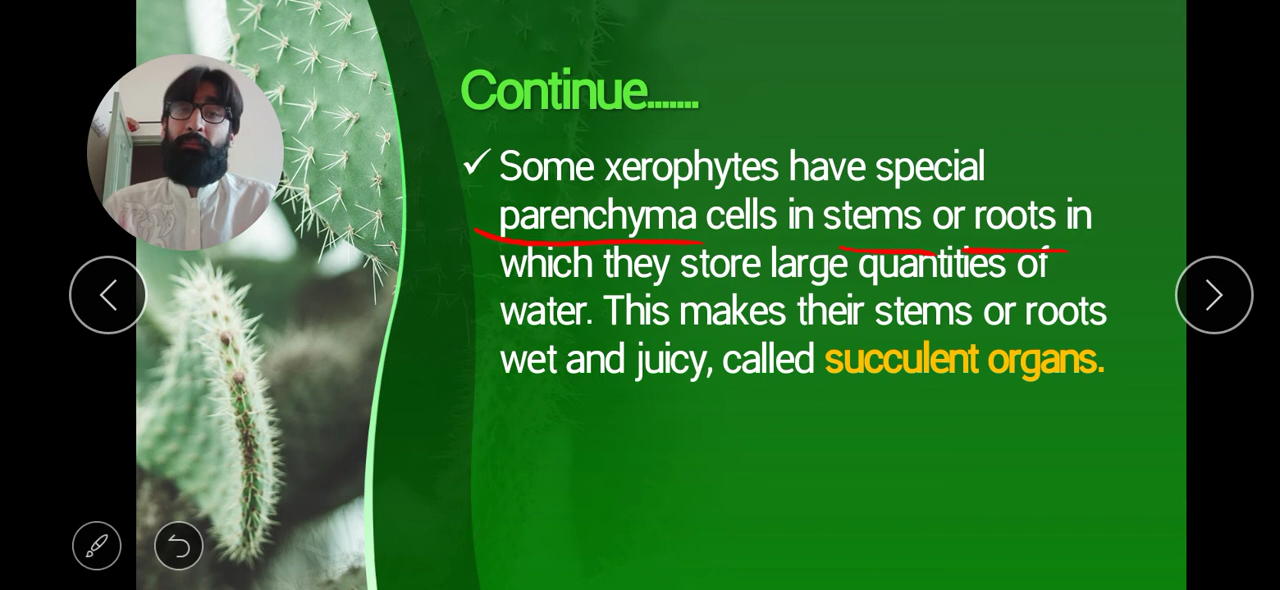 Continue.......
✓ Some xerophytes have special
parenchyma cells in stems or roots in
which they store large quantities of
water. This makes their stems or roots
wet and juicy, called succulent organs.